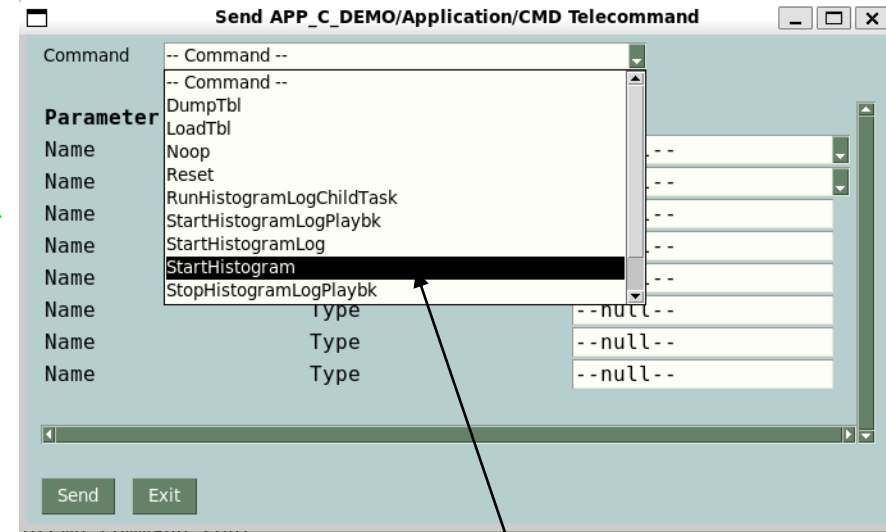 Send APP_C_DEMO/Application/CMD Telecommand
Command -- Command --
-- Command --
DumpTbl
LoadTbl
Noop
Reset
RunHistogramLogChildTask
StartHistogramLogPlaybk
StartHistogramLog
StartHistogram
StopHistogramLogPlaybk
Parameter
Name
Name
Name
Name
Name
Name Type --null--
Name Type --null--
Name Type --null--
Send Exit